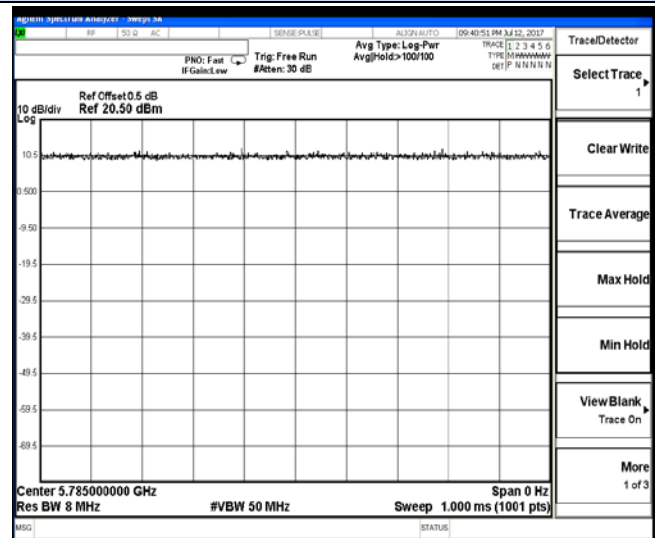 Agilent Spectrum Analyzer - Swept SA
RF 50 Ω AC SENSE:PULSE ALIGN AUTO 09:40:51 PM Jul 12, 2017
Avg Type: Log-Pwr
TRACE 1 2 3 4 5 6
PNO: Fast Trig: Free Run Avg|Hold:>100/100
TYPE M
IFGain:Low #Atten: 30 dB
DET P N N N N N
Trace/Detector
Select Trace
1
Clear Write
Trace Average
Max Hold
Min Hold
View Blank
Trace On
More
1 of 3
Ref Offset 0.5 dB
10 dB/div Ref 20.50 dBm
Log
10.5
0.500
-9.50
-19.5
-29.5
-39.5
-49.5
-59.5
-69.5
Center 5.785000000 GHz Span 0 Hz
Res BW 8 MHz #VBW 50 MHz Sweep 1.000 ms (1001 pts)
MSG STATUS